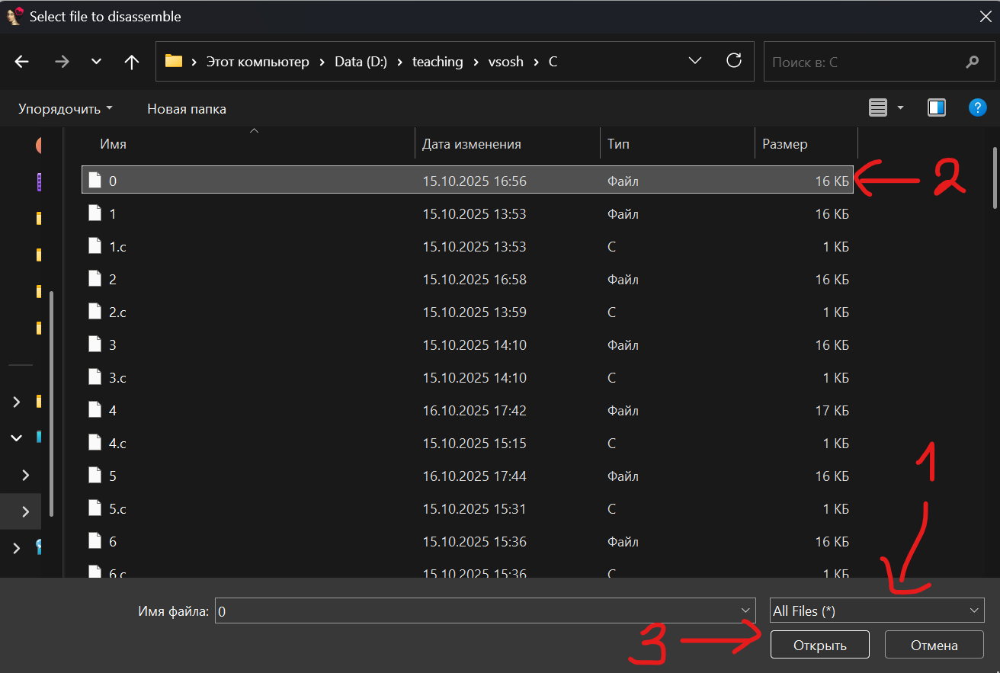 Select file to disassemble
Этот компьютер › Data (D:) › teaching › vsosh › C
Поиск в: C
Упорядочить Новая папка
Имя Дата изменения Тип Размер
0 15.10.2025 16:56 Файл 16 КБ 2
1 15.10.2025 13:53 Файл 16 КБ
1.c 15.10.2025 13:53 C 1 КБ
2 15.10.2025 16:58 Файл 16 КБ
2.c 15.10.2025 13:59 C 1 КБ
3 15.10.2025 14:10 Файл 16 КБ
3.c 15.10.2025 14:10 C 1 КБ
4 16.10.2025 17:42 Файл 17 КБ
4.c 15.10.2025 15:15 C 1 КБ
5 16.10.2025 17:44 Файл 16 КБ
1
5.c 15.10.2025 15:31 C 1 КБ
6 15.10.2025 15:36 Файл 16 КБ
6.c 15.10.2025 15:36 C 1 КБ
Имя файла: 0 All Files (*)
3 Открыть Отмена